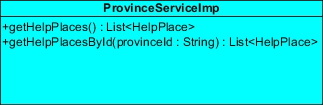 ProvinceServiceImp
+getHelpPlaces() : List<HelpPlace>
+getHelpPlacesById(provinceId : String) : List<HelpPlace>